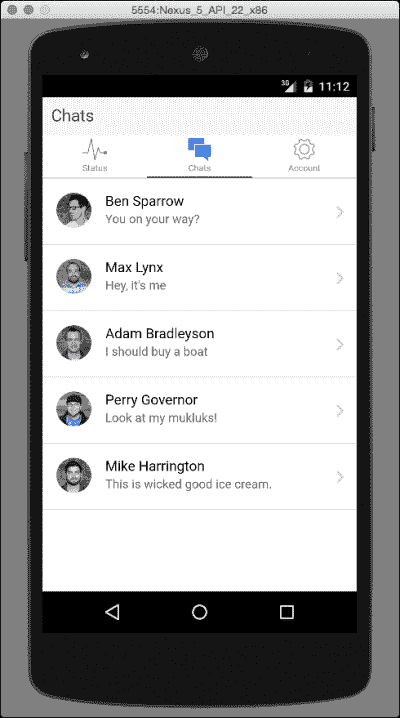 5554:Nexus_5_API_22_x86
3G 11:12
Chats
Status Chats Account
Ben Sparrow
You on your way?
Max Lynx
Hey, it's me
Adam Bradleyson
I should buy a boat
Perry Governor
Look at my mukluks!
Mike Harrington
This is wicked good ice cream.